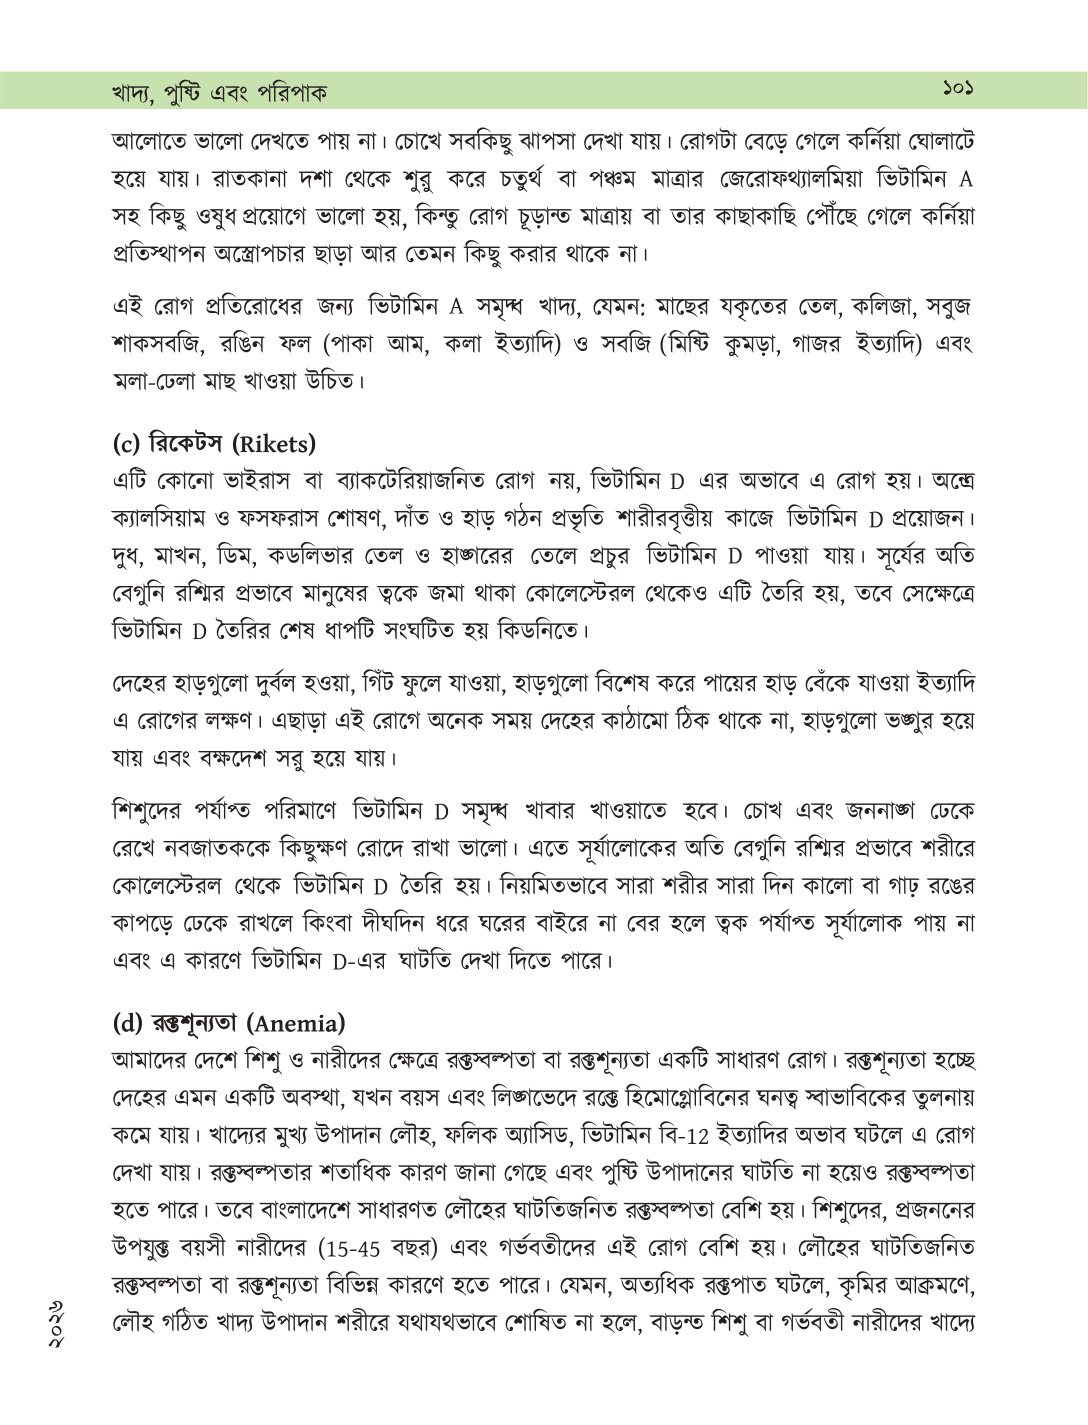 খাদ্য, পুষ্টি এবং পরিপাক
১০১
আলোতে ভালো দেখতে পায় না। চোখে সবকিছু ঝাপসা দেখা যায়। রোগটা বেড়ে গেলে কর্নিয়া ঘোলাটে
হয়ে যায়। রাতকানা দশা থেকে শুরু করে চতুর্থ বা পঞ্চম মাত্রার জেরোফথ্যালমিয়া ভিটামিন A
সহ কিছু ওষুধ প্রয়োগে ভালো হয়, কিন্তু রোগ চূড়ান্ত মাত্রায় বা তার কাছাকাছি পৌঁছে গেলে কর্নিয়া
প্রতিস্থাপন অস্ত্রোপচার ছাড়া আর তেমন কিছু করার থাকে না।
এই রোগ প্রতিরোধের জন্য ভিটামিন A সমৃদ্ধ খাদ্য, যেমন: মাছের যকৃতের তেল, কলিজা, সবুজ
শাকসবজি, রঙিন ফল (পাকা আম, কলা ইত্যাদি) ও সবজি (মিষ্টি কুমড়া, গাজর ইত্যাদি) এবং
মলা-ঢেলা মাছ খাওয়া উচিত।
(c) রিকেটস (Rikets)
এটি কোনো ভাইরাস বা ব্যাকটেরিয়াজনিত রোগ নয়, ভিটামিন D এর অভাবে এ রোগ হয়। অন্ত্রে
ক্যালসিয়াম ও ফসফরাস শোষণ, দাঁত ও হাড় গঠন প্রভৃতি শারীরবৃত্তীয় কাজে ভিটামিন D প্রয়োজন।
দুধ, মাখন, ডিম, কডলিভার তেল ও হাঙ্গরের তেলে প্রচুর ভিটামিন D পাওয়া যায়। সূর্যের অতি
বেগুনি রশ্মির প্রভাবে মানুষের ত্বকে জমা থাকা কোলেস্টেরল থেকেও এটি তৈরি হয়, তবে সেক্ষেত্রে
ভিটামিন D তৈরির শেষ ধাপটি সংঘটিত হয় কিডনিতে।
দেহের হাড়গুলো দুর্বল হওয়া, গিঁট ফুলে যাওয়া, হাড়গুলো বিশেষ করে পায়ের হাড় বেঁকে যাওয়া ইত্যাদি
এ রোগের লক্ষণ। এছাড়া এই রোগে অনেক সময় দেহের কাঠামো ঠিক থাকে না, হাড়গুলো ভঙ্গুর হয়ে
যায় এবং বক্ষদেশ সরু হয়ে যায়।
শিশুদের পর্যাপ্ত পরিমাণে ভিটামিন D সমৃদ্ধ খাবার খাওয়াতে হবে। চোখ এবং জননাঙ্গ ঢেকে
রেখে নবজাতককে কিছুক্ষণ রোদে রাখা ভালো। এতে সূর্যালোকের অতি বেগুনি রশ্মির প্রভাবে শরীরে
কোলেস্টেরল থেকে ভিটামিন D তৈরি হয়। নিয়মিতভাবে সারা শরীর সারা দিন কালো বা গাঢ় রঙের
কাপড়ে ঢেকে রাখলে কিংবা দীঘদিন ধরে ঘরের বাইরে না বের হলে ত্বক পর্যাপ্ত সূর্যালোক পায় না
এবং এ কারণে ভিটামিন D-এর ঘাটতি দেখা দিতে পারে।
(d) রক্তশূন্যতা (Anemia)
আমাদের দেশে শিশু ও নারীদের ক্ষেত্রে রক্তস্বল্পতা বা রক্তশূন্যতা একটি সাধারণ রোগ। রক্তশূন্যতা হচ্ছে
দেহের এমন একটি অবস্থা, যখন বয়স এবং লিঙ্গভেদে রক্তে হিমোগ্লোবিনের ঘনত্ব স্বাভাবিকের তুলনায়
কমে যায়। খাদ্যের মুখ্য উপাদান লৌহ, ফলিক অ্যাসিড, ভিটামিন বি-12 ইত্যাদির অভাব ঘটলে এ রোগ
দেখা যায়। রক্তস্বল্পতার শতাধিক কারণ জানা গেছে এবং পুষ্টি উপাদানের ঘাটতি না হয়েও রক্তস্বল্পতা
হতে পারে। তবে বাংলাদেশে সাধারণত লৌহের ঘাটতিজনিত রক্তস্বল্পতা বেশি হয়। শিশুদের, প্রজননের
উপযুক্ত বয়সী নারীদের (15-45 বছর) এবং গর্ভবতীদের এই রোগ বেশি হয়। লৌহের ঘাটতিজনিত
রক্তস্বল্পতা বা রক্তশূন্যতা বিভিন্ন কারণে হতে পারে। যেমন, অত্যধিক রক্তপাত ঘটলে, কৃমির আক্রমণে,
লৌহ গঠিত খাদ্য উপাদান শরীরে যথাযথভাবে শোষিত না হলে, বাড়ন্ত শিশু বা গর্ভবতী নারীদের খাদ্যে
২০২৬